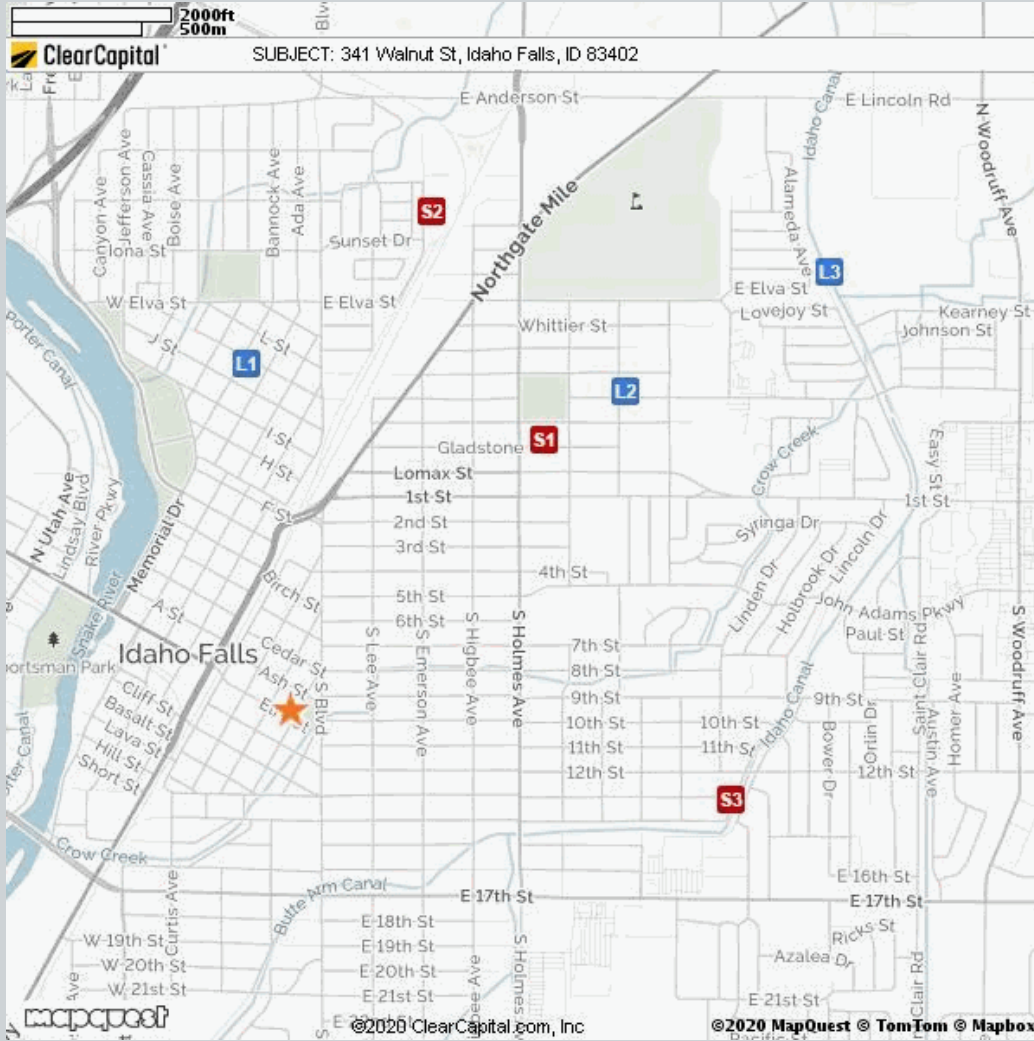 2000ft
500m
ClearCapital
SUBJECT: 341 Walnut St, Idaho Falls, ID 83402
E Anderson St
E Lincoln Rd
Idaho Canal
N Woodruff Ave
Canyon Ave
Jefferson Ave
Cassia Ave
Boise Ave
Bannock Ave
Ada Ave
Alameda Ave
Northgate Mile
S2
Sunset Dr
Iona St
L3
W Elva St
E Elva St
E Elva St
Lovejoy St
Kearney St
Johnson St
Whittier St
Porter Canal
J St
L St
L1
L2
I St
H St
F St
Gladstone
S1
Lomax St
1st St
1st St
2nd St
3rd St
4th St
5th St
6th St
7th St
8th St
9th St
9th St
10th St
10th St
11th St
11th St
12th St
12th St
Crow Creek
Easy St
Syringa Dr
Lincoln Dr
Holbrook Dr
Linden Dr
John Adams Pkwy
Paul St
N Utah Ave
Lindsay Blvd
River Pkwy
Memorial Dr
Snake River
Birch St
A St
Idaho Falls
Cedar St
Ash St
Cliff St
Basalt St
Lava St
Hill St
Short St
S Blvd
S Lee Ave
S Emerson Ave
S Higbee Ave
S Holmes Ave
Saint Clair Rd
S Woodruff Ave
Homer Ave
Austin Ave
Orlin Dr
Bower Dr
Idaho Canal
S3
Crow Creek
Butte Arm Canal
Curtis Ave
E 16th St
E 17th St
E 17th St
E 18th St
E 19th St
E 20th St
E 21st St
W 19th St
W 20th St
W 21st St
Ricks St
Azalea Dr
E 21st St
S Holmes
mapquest
©2020 ClearCapital.com, Inc
©2020 MapQuest © TomTom © Mapbox